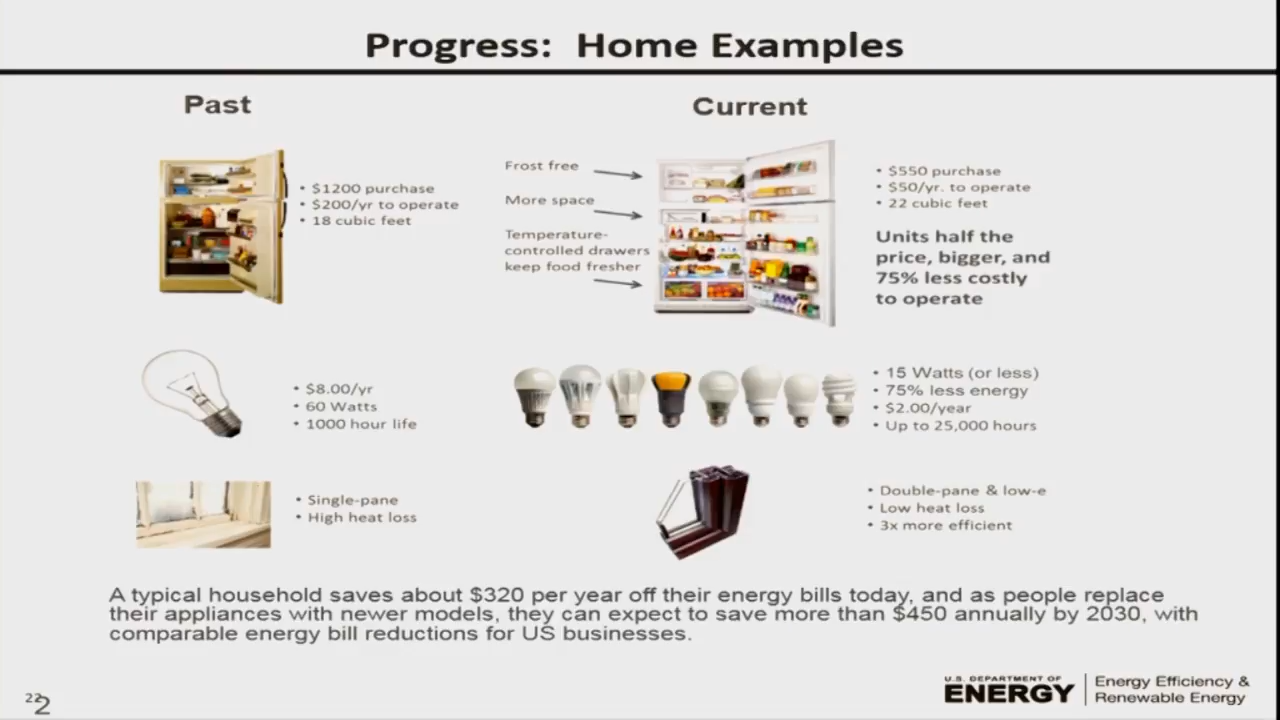 Progress: Home Examples
Past
Current
• $1200 purchase
• $200/yr to operate
• 18 cubic feet
Frost free
More space
Temperature-
controlled drawers
keep food fresher
• $550 purchase
• $50/yr. to operate
• 22 cubic feet
Units half the
price, bigger, and
75% less costly
to operate
• $8.00/yr
• 60 Watts
• 1000 hour life
• 15 Watts (or less)
• 75% less energy
• $2.00/year
• Up to 25,000 hours
• Single-pane
• High heat loss
• Double-pane & low-e
• Low heat loss
• 3x more efficient
A typical household saves about $320 per year off their energy bills today, and as people replace
their appliances with newer models, they can expect to save more than $450 annually by 2030, with
comparable energy bill reductions for US businesses.
22
2
U.S. DEPARTMENT OF
ENERGY
Energy Efficiency &
Renewable Energy